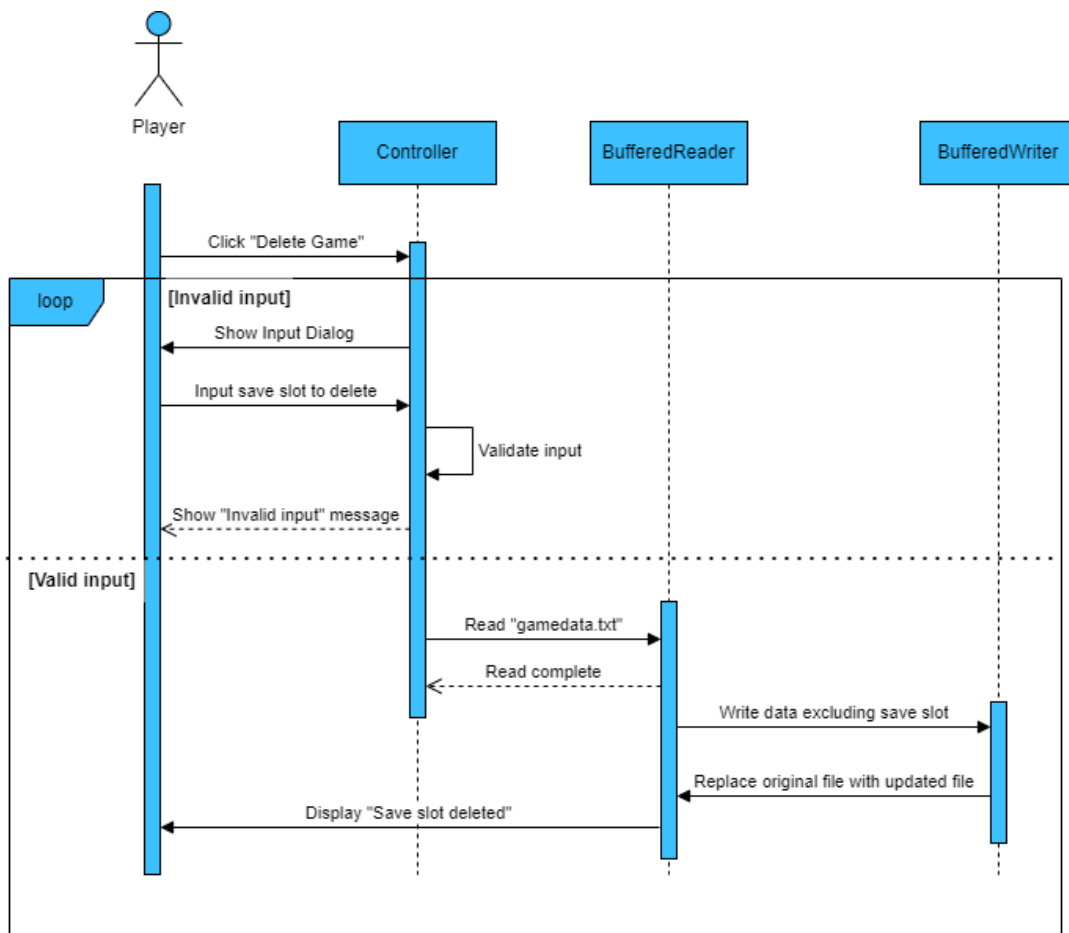 Player
Controller
BufferedReader
BufferedWriter
Click "Delete Game"
loop
[Invalid input]
Show Input Dialog
Input save slot to delete
Validate input
Show "Invalid input" message
[Valid input]
Read "gamedata.txt"
Read complete
Write data excluding save slot
Replace original file with updated file
Display "Save slot deleted"